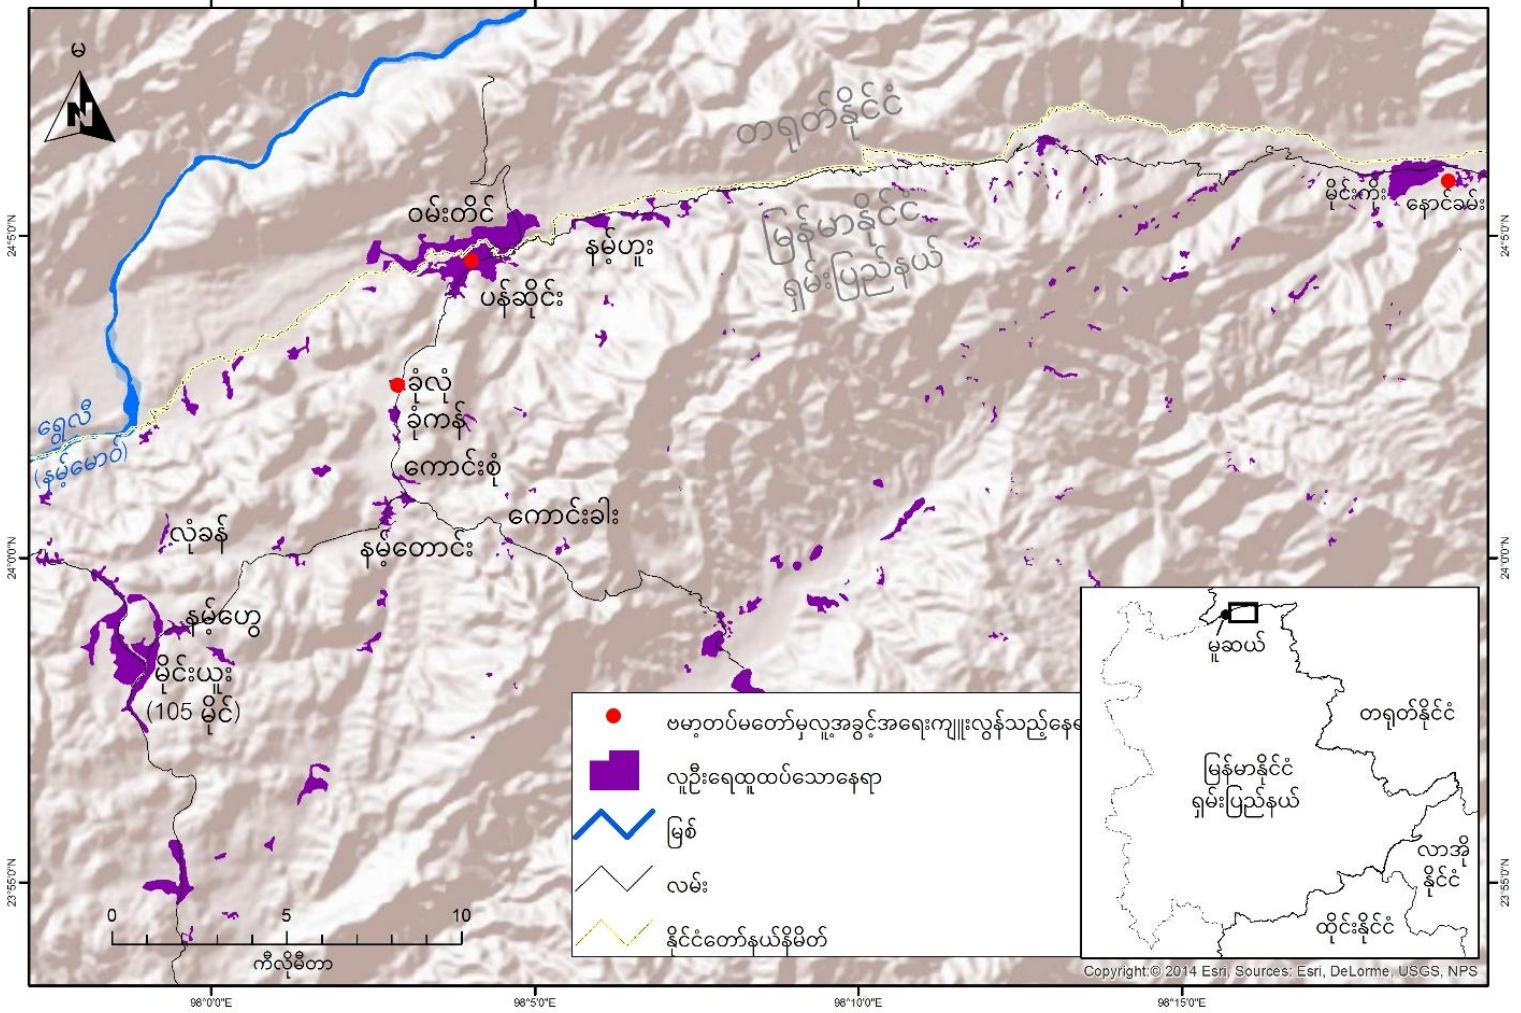 မ
N
တရုတ်နိုင်ငံ
မြန်မာနိုင်ငံ
ရှမ်းပြည်နယ်
ဝမ်းတိင်
နမ့်ဟူး
ပန်ဆိုင်း
မိုင်းကိုး
နောင်ခမ်း
ခုံလုံ
ခုံကန်
ကောင်းစုံ
ကောင်းခါး
နမ့်တောင်း
ရွှေလီ
(နမ့်မောဝ်)
လုံခန်
နမ့်ဟွေ
မိုင်းယူး
(105 မိုင်)
24°5'0"N
24°0'0"N
23°55'0"N
24°5'0"N
24°0'0"N
23°55'0"N
0 5 10
ကီလိုမီတာ
98°0'0"E 98°5'0"E 98°10'0"E 98°15'0"E
ဗမာ့တပ်မတော်မှလူ့အခွင့်အရေးကျူးလွန်သည့်နေရ
လူဦးရေထူထပ်သောနေရာ
မြစ်
လမ်း
နိုင်ငံတော်နယ်နိမိတ်
မူဆယ်
တရုတ်နိုင်ငံ
မြန်မာနိုင်ငံ
ရှမ်းပြည်နယ်
လာအို
နိုင်ငံ
ထိုင်းနိုင်ငံ
Copyright:© 2014 Esri, Sources: Esri, DeLorme, USGS, NPS